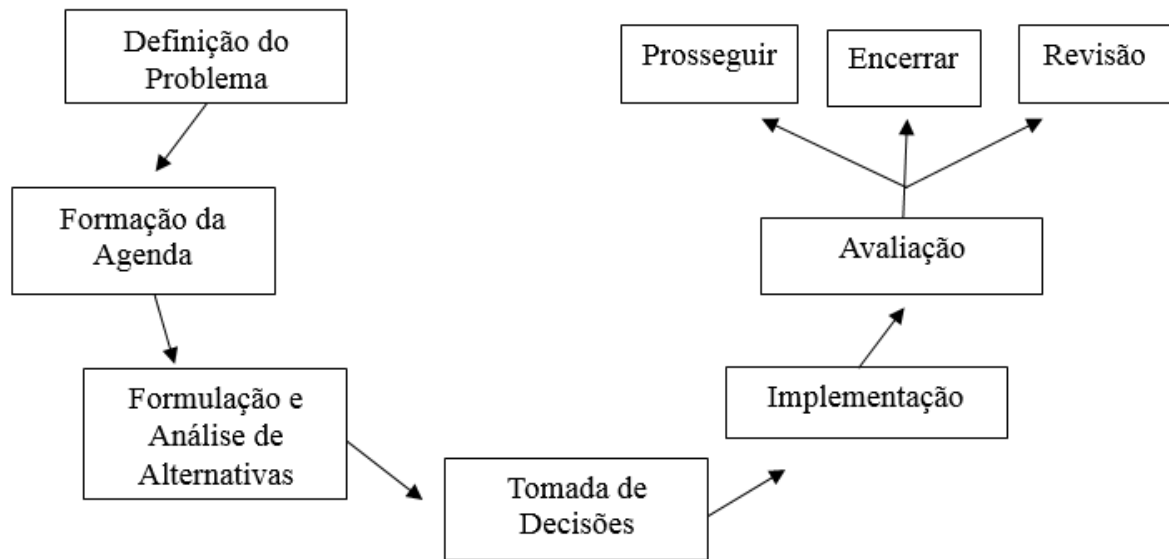 Definição do
Problema
Formação da
Agenda
Formulação e
Análise de
Alternativas
Tomada de
Decisões
Implementação
Avaliação
Prosseguir
Encerrar
Revisão